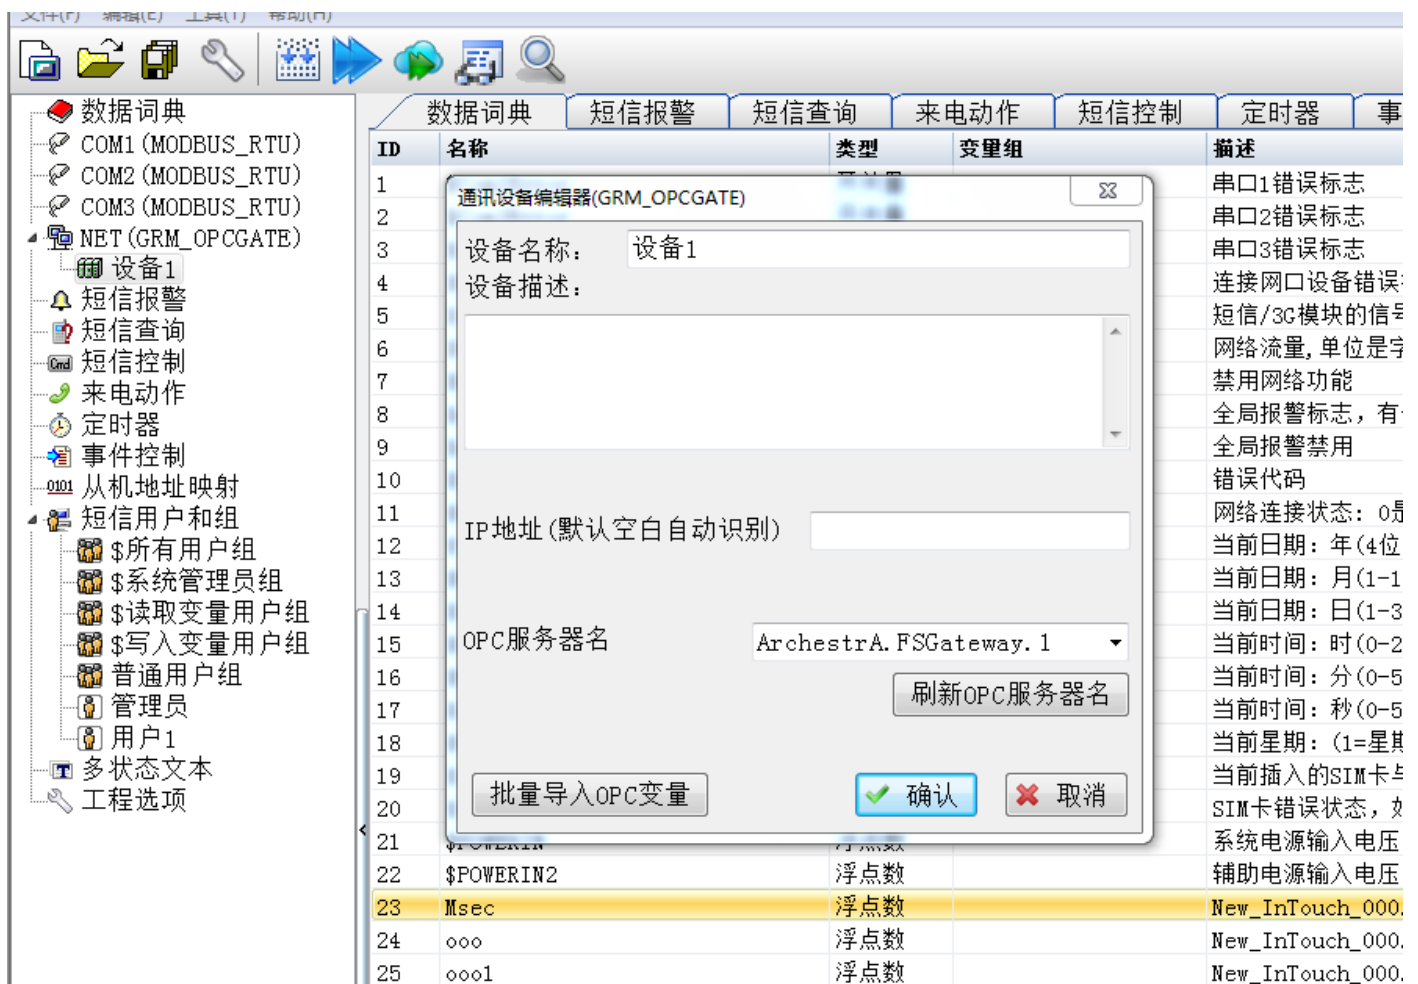 文件(F) 编辑(E) 工具(T) 帮助(H)
数据词典
COM1(MODBUS_RTU)
COM2(MODBUS_RTU)
COM3(MODBUS_RTU)
NET(GRM_OPCGATE)
设备1
短信报警
短信查询
Cmd 短信控制
来电动作
定时器
事件控制
0101 从机地址映射
短信用户和组
$所有用户组
$系统管理员组
$读取变量用户组
$写入变量用户组
普通用户组
管理员
用户1
多状态文本
工程选项
数据词典 短信报警 短信查询 来电动作 短信控制 定时器 事
ID 名称 类型 变量组 描述
1 串口1错误标志
2 串口2错误标志
3 串口3错误标志
4 连接网口设备错误
5 短信/3G模块的信号
6 网络流量,单位是字
7 禁用网络功能
8 全局报警标志，有
9 全局报警禁用
10 错误代码
11 网络连接状态：0是
12 当前日期：年(4位
13 当前日期：月(1-1
14 当前日期：日(1-3
15 当前时间：时(0-2
16 当前时间：分(0-5
17 当前时间：秒(0-5
18 当前星期：(1=星期
19 当前插入的SIM卡与
20 SIM卡错误状态，如
21 $POWERIN 浮点数 系统电源输入电压
22 $POWERIN2 浮点数 辅助电源输入电压
23 Msec 浮点数 New_InTouch_000.
24 ooo 浮点数 New_InTouch_000.
25 ooo1 浮点数 New_InTouch_000.
通讯设备编辑器(GRM_OPCGATE)
设备名称： 设备1
设备描述：
IP地址(默认空白自动识别)
OPC服务器名 ArchestrA.FSGateway.1
刷新OPC服务器名
批量导入OPC变量 确认 取消